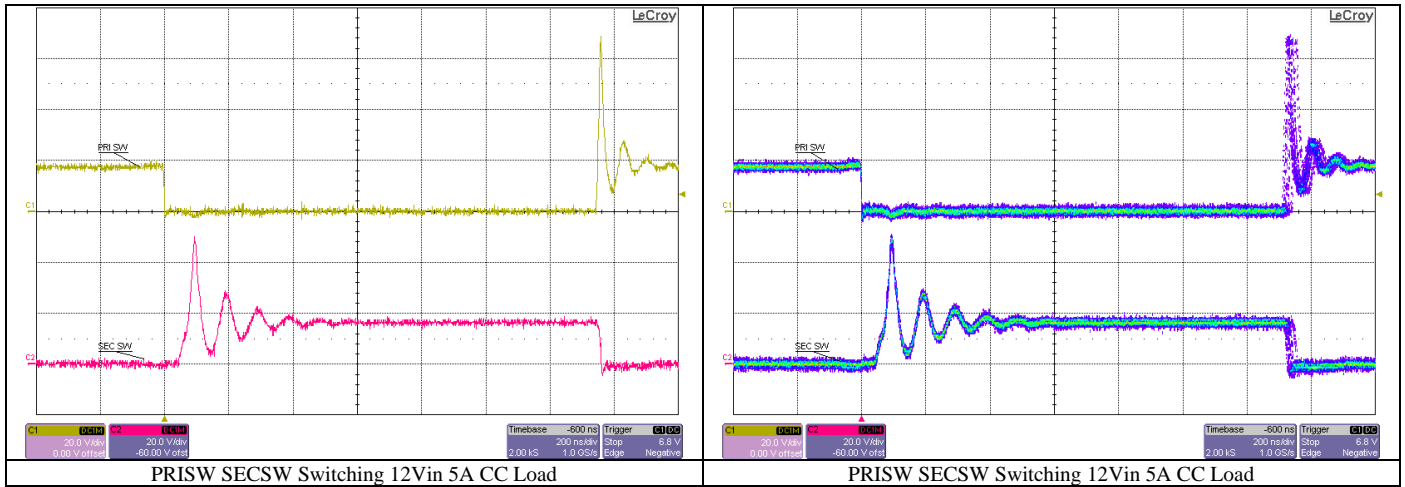 LeCroy
PRI SW
C1
SEC SW
C2
C1 DC1M
20.0 V/div
0.00 V offset
C2 DC1M
20.0 V/div
-60.00 V ofst
Timebase -600 ns
200 ns/div
2.00 kS 1.0 GS/s
Trigger C1 DC
Stop 6.8 V
Edge Negative
PRISW SECSW Switching 12Vin 5A CC Load
LeCroy
PRI SW
C1
SEC SW
C2
C1 DC1M
20.0 V/div
0.00 V offset
C2 DC1M
20.0 V/div
-60.00 V ofst
Timebase -600 ns
200 ns/div
2.00 kS 1.0 GS/s
Trigger C1 DC
Stop 6.8 V
Edge Negative
PRISW SECSW Switching 12Vin 5A CC Load